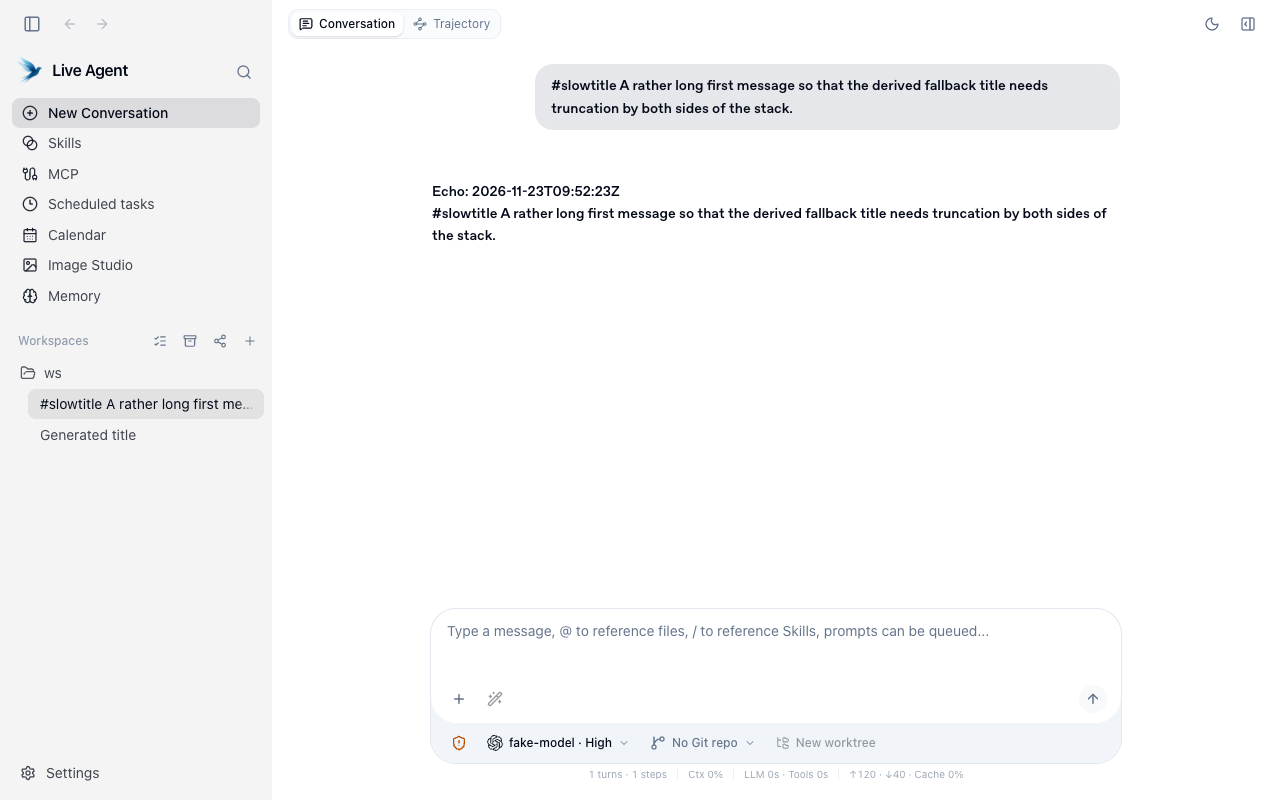 Conversation
Trajectory
Live Agent
New Conversation
Skills
MCP
Scheduled tasks
Calendar
Image Studio
Memory
Workspaces
ws
#slowtitle A rather long first me...
Generated title
Settings
#slowtitle A rather long first message so that the derived fallback title needs
truncation by both sides of the stack.
Echo: 2026-11-23T09:52:23Z
#slowtitle A rather long first message so that the derived fallback title needs truncation by both sides of
the stack.
Type a message, @ to reference files, / to reference Skills, prompts can be queued...
fake-model · High
No Git repo
New worktree
1 turns · 1 steps
Ctx 0%
LLM 0s · Tools 0s
↑120 · ↓40 · Cache 0%